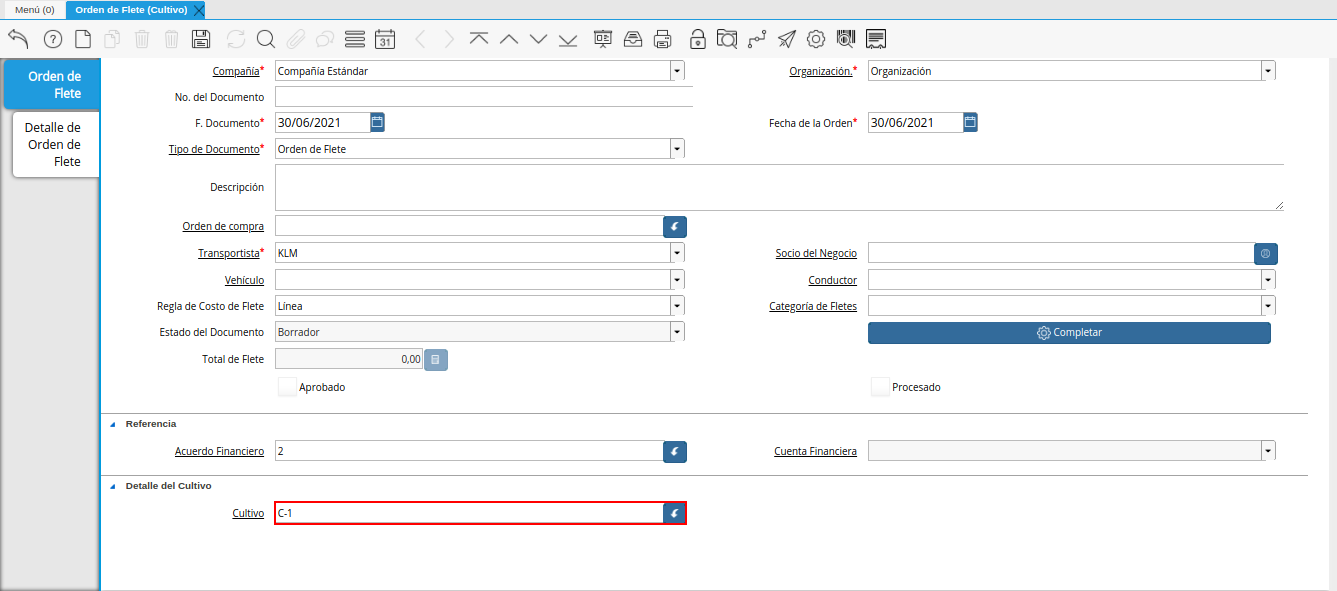 Menú (0)
Orden de Flete (Cultivo)
31
Orden de
Flete
Detalle de
Orden de
Flete
Compañía* Compañía Estándar
Organización.* Organización
No. del Documento
F. Documento* 30/06/2021
Fecha de la Orden* 30/06/2021
Tipo de Documento* Orden de Flete
Descripción
Orden de compra
Transportista* KLM
Socio del Negocio
Vehículo
Conductor
Regla de Costo de Flete Línea
Categoría de Fletes
Estado del Documento Borrador
Completar
Total de Flete 0,00
Aprobado
Procesado
Referencia
Acuerdo Financiero 2
Cuenta Financiera
Detalle del Cultivo
Cultivo C-1